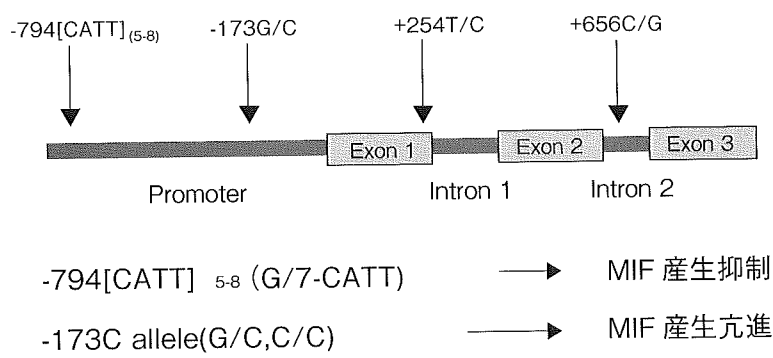 -794[CATT](5-8) -173G/C +254T/C +656C/G
Exon 1 Exon 2 Exon 3
Promoter Intron 1 Intron 2
-794[CATT] 5-8 (G/7-CATT) → MIF 産生抑制
-173C allele(G/C,C/C) → MIF 産生亢進